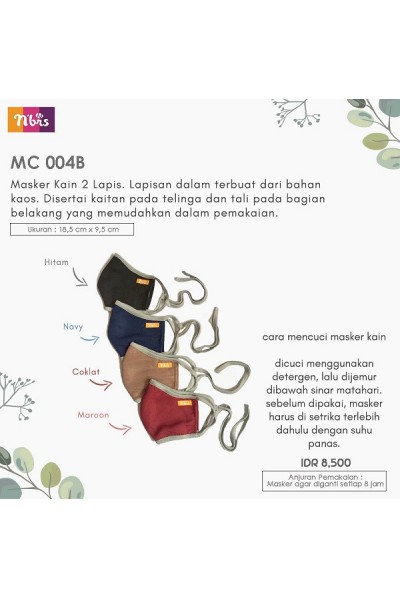 N'brs
MC 004B
Masker Kain 2 Lapis. Lapisan dalam terbuat dari bahan
kaos. Disertai kaitan pada telinga dan tali pada bagian
belakang yang memudahkan dalam pemakaian.
Ukuran : 18,5 cm x 9,5 cm
Hitam
Navy
Coklat
Maroon
cara mencuci masker kain
dicuci menggunakan
detergen, lalu dijemur
dibawah sinar matahari.
sebelum dipakai, masker
harus di setrika terlebih
dahulu dengan suhu
panas.
IDR 8,500
Anjuran Pemakaian :
Masker agar diganti setiap 8 jam